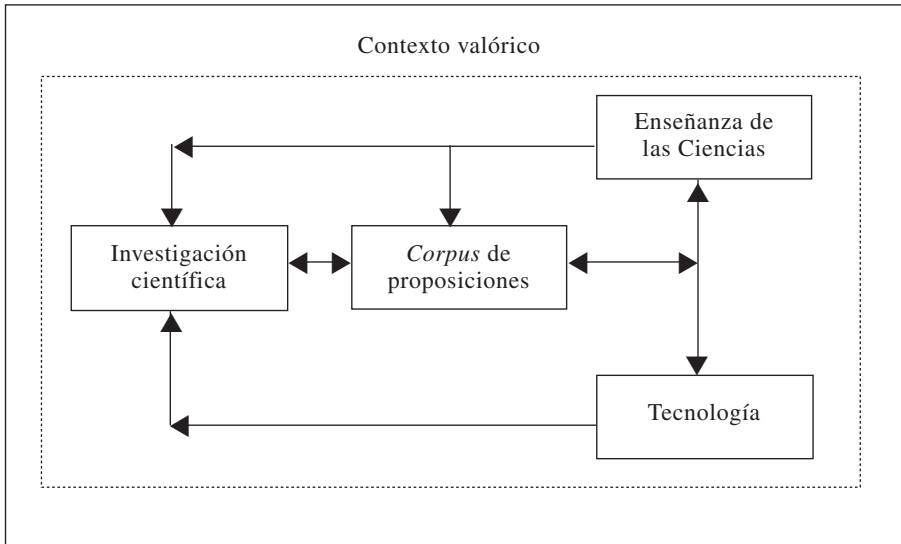 Contexto valórico
Enseñanza de
las Ciencias
Investigación
científica
Corpus de
proposiciones
Tecnología